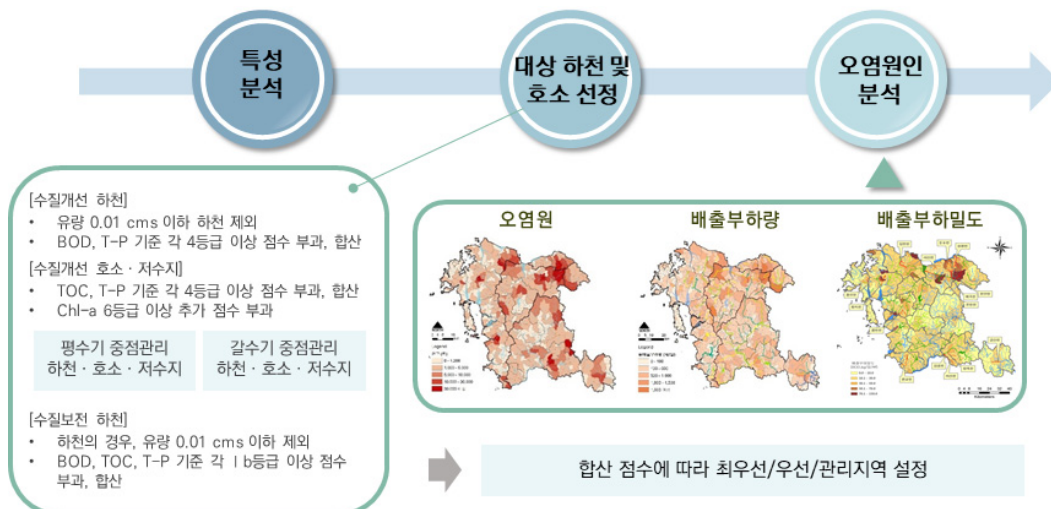 특성
분석
대상 하천 및
호소 선정
오염원인
분석
[수질개선 하천]
• 유량 0.01 cms 이하 하천 제외
• BOD, T-P 기준 각 4등급 이상 점수 부과, 합산
[수질개선 호소 · 저수지]
• TOC, T-P 기준 각 4등급 이상 점수 부과, 합산
• Chl-a 6등급 이상 추가 점수 부과
평수기 중점관리
하천 · 호소 · 저수지
갈수기 중점관리
하천 · 호소 · 저수지
[수질보전 하천]
• 하천의 경우, 유량 0.01 cms 이하 제외
• BOD, TOC, T-P 기준 각 Ⅰb등급 이상 점수
부과, 합산
오염원
배출부하량
배출부하밀도
합산 점수에 따라 최우선/우선/관리지역 설정